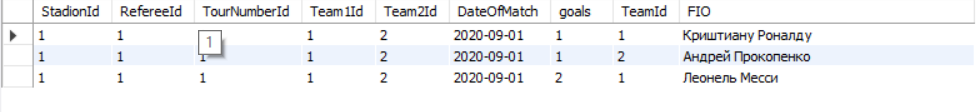 StadionId RefereeId TourNumberId Team1Id Team2Id DateOfMatch goals TeamId FIO
1 1 1 1 2 2020-09-01 1 1 Криштиану Роналду
1 1 1 1 2 2020-09-01 1 2 Андрей Прокопенко
1 1 1 1 2 2020-09-01 2 1 Леонель Месси